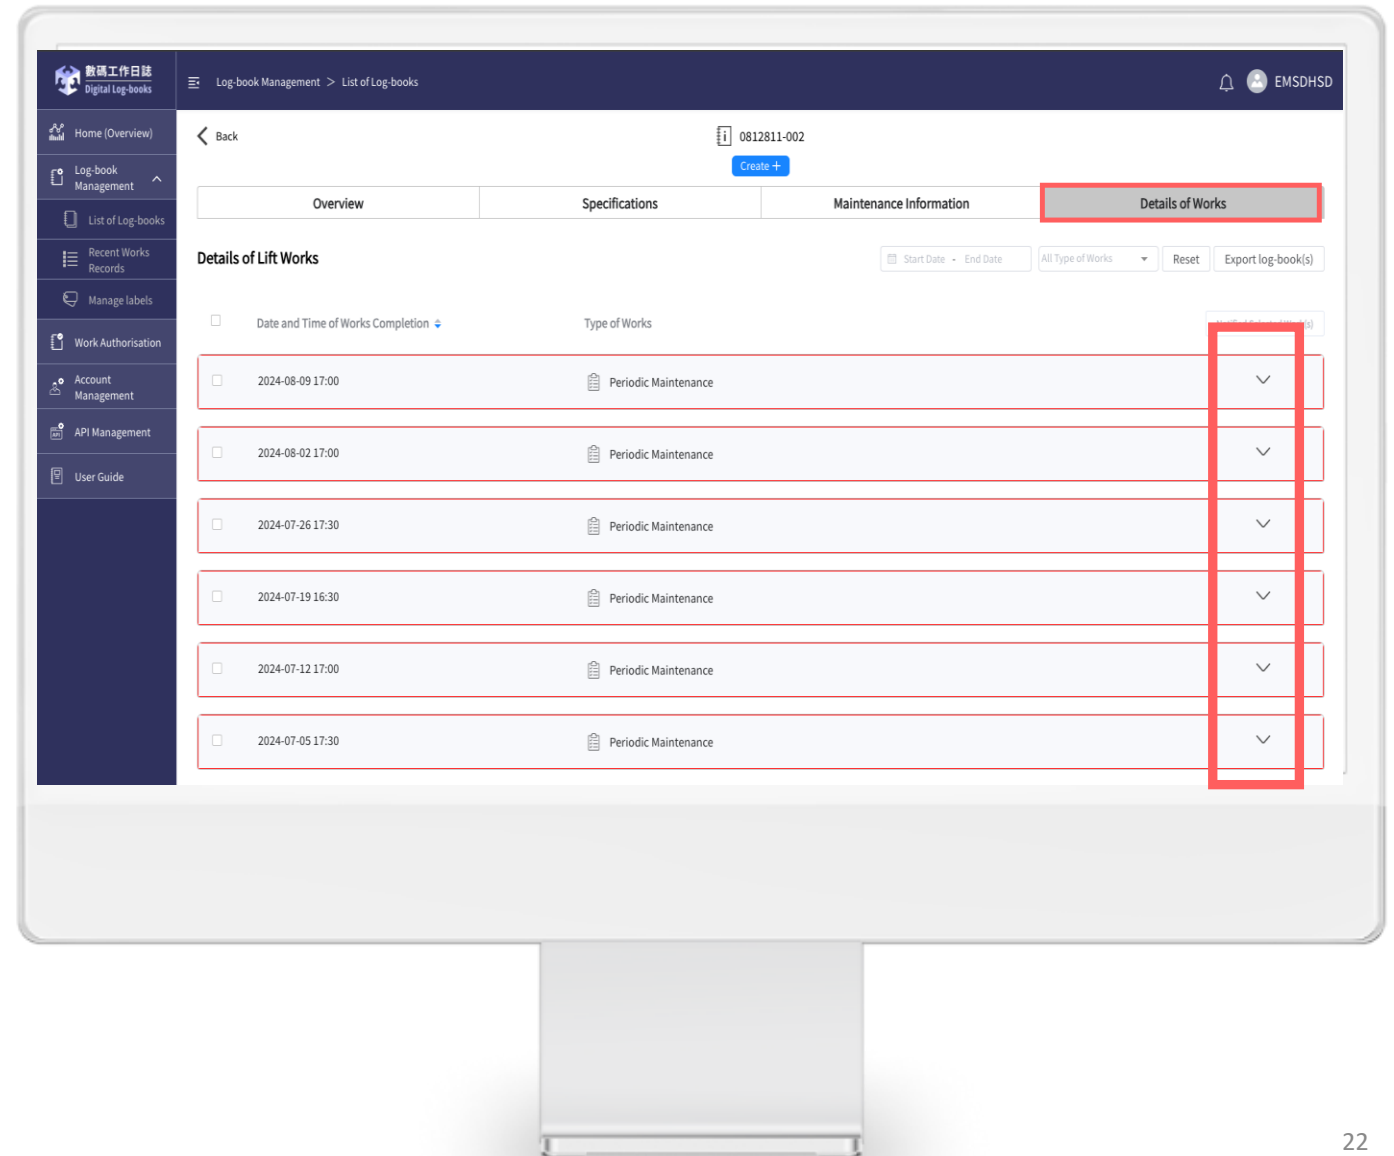 數碼工作日誌
Digital Log-books
Log-book Management > List of Log-books
EMSDHSD
Home (Overview)
Log-book
Management
List of Log-books
Recent Works
Records
Manage labels
Work Authorisation
Account
Management
API Management
User Guide
Back
0812811-002
Create +
Overview
Specifications
Maintenance Information
Details of Works
Details of Lift Works
Start Date - End Date
All Type of Works
Reset
Export log-book(s)
Date and Time of Works Completion
Type of Works
2024-08-09 17:00
Periodic Maintenance
2024-08-02 17:00
Periodic Maintenance
2024-07-26 17:30
Periodic Maintenance
2024-07-19 16:30
Periodic Maintenance
2024-07-12 17:00
Periodic Maintenance
2024-07-05 17:30
Periodic Maintenance
22